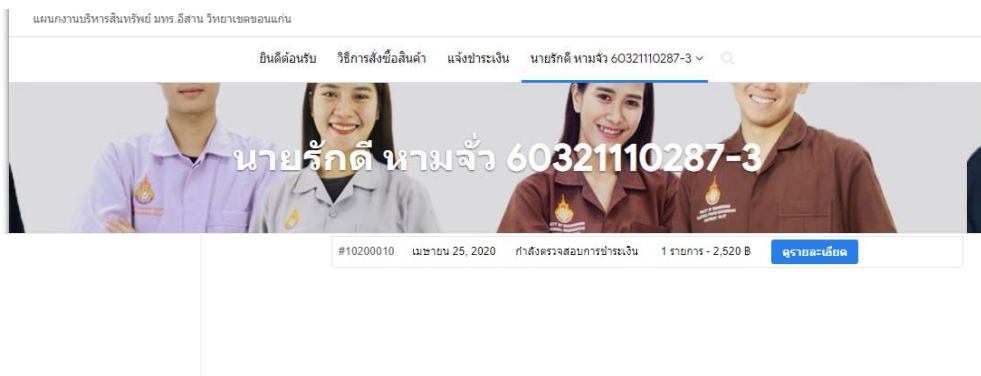 แผนกงานบริหารสินทรัพย์ มทร.อีสาน วิทยาเขตขอนแก่น
ยินดีต้อนรับ วิธีการสั่งซื้อสินค้า แจ้งชำระเงิน นายรักดี หามจั่ว 60321110287-3
นายรักดี หามจั่ว 60321110287-3
#10200010 เมษายน 25, 2020 กำลังตรวจสอบการชำระเงิน 1 รายการ - 2,520 ฿ ดูรายละเอียด